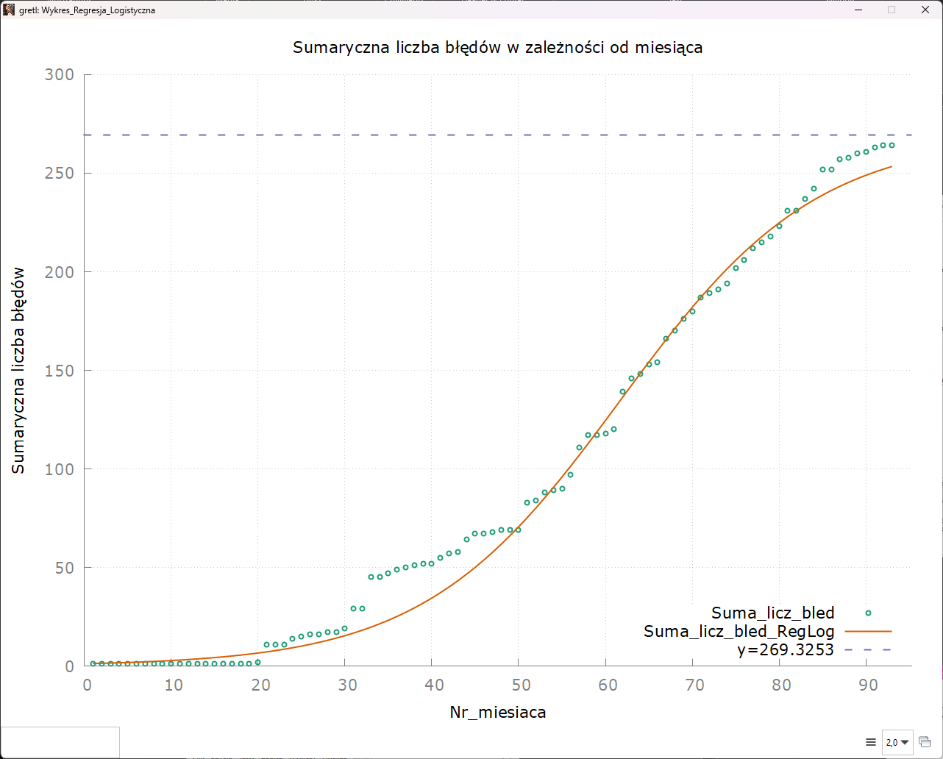 gretl: Wykres_Regresja_Logistyczna
Sumaryczna liczba błędów w zależności od miesiąca
300
250
200
150
100
50
0
Sumaryczna liczba błędów
Suma_licz_bled
Suma_licz_bled_RegLog
y=269.3253
0 10 20 30 40 50 60 70 80 90
Nr_miesiaca
2,0